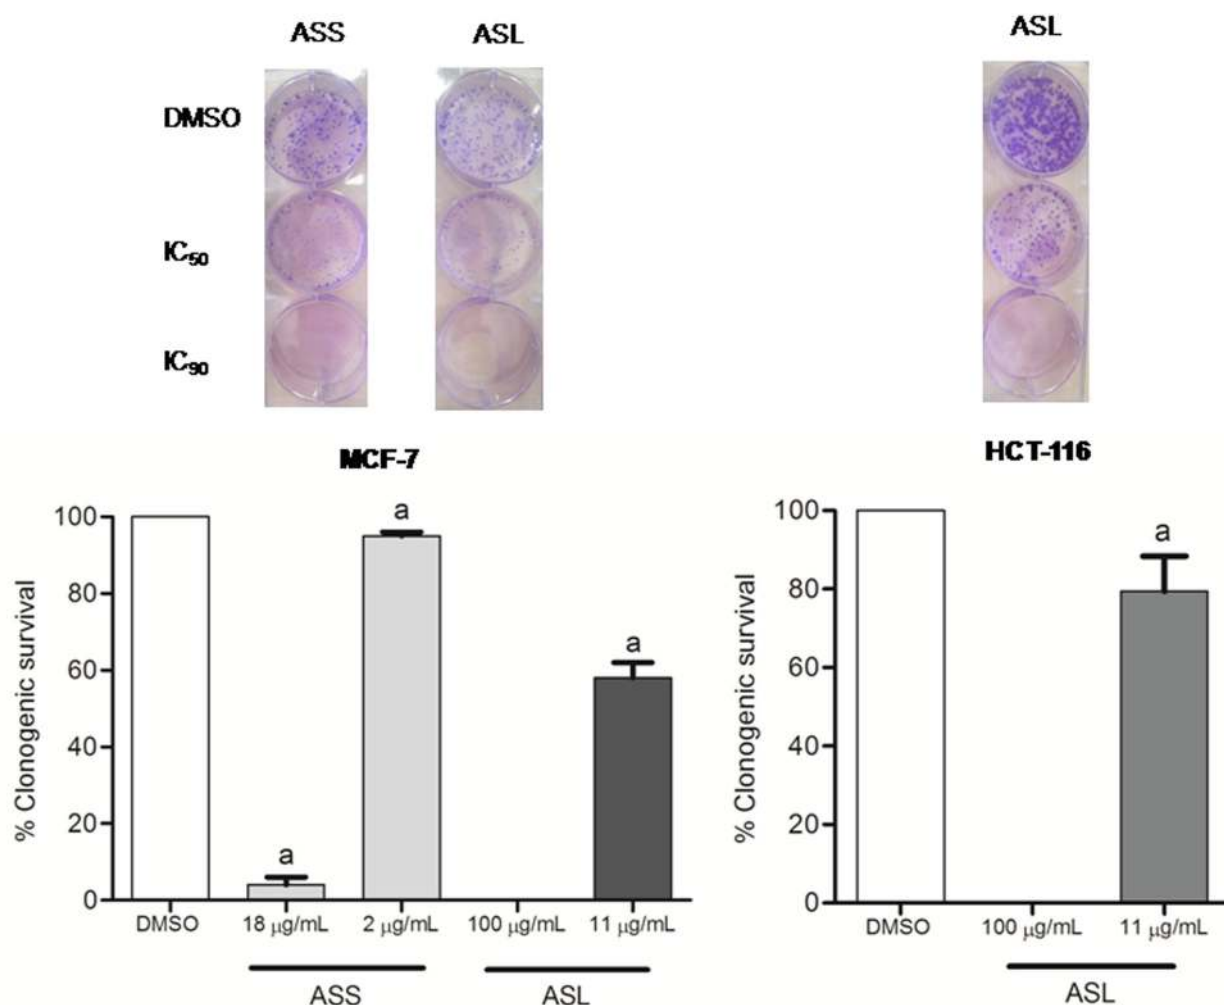 ASS ASL ASL
DMSO
IC50
IC90
MCF-7
HCT-116
% Clonogenic survival
100
80
60
40
20
0
a
a
a
DMSO 18 μg/mL 2 μg/mL 100 μg/mL 11 μg/mL
ASS ASL
% Clonogenic survival
100
80
60
40
20
0
a
DMSO 100 μg/mL 11 μg/mL
ASL